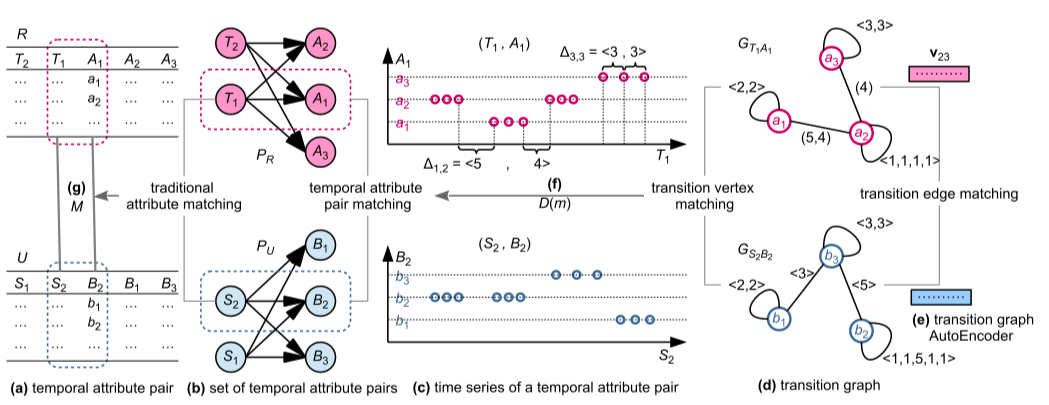 R
T2 T1 A1 A2 A3
... ... a1 ... ...
... ... a2 ... ...
... ... ... ... ...
(g)
M
U
S1 S2 B2 B1 B3
... ... b1 ... ...
... ... b2 ... ...
... ... ... ... ...
(a) temporal attribute pair
T2 A2
T1 A1
PR A3
traditional
attribute matching
PU B1
S2 B2
S1 B3
(b) set of temporal attribute pairs
temporal attribute
pair matching
A1 (T1 , A1) Δ3,3 = <3 , 3>
a3
a2
a1
T1
Δ1,2 = <5 , 4>
(f)
D(m)
B2 (S2 , B2)
b3
b2
b1
S2
(c) time series of a temporal attribute pair
transition vertex
matching
<3,3>
GT1A1
a3
v23
..........
<2,2>
(4)
a1
(5,4)
a2
<1,1,1,1>
transition edge matching
<3,3>
GS2B2
b3
<3>
<2,2>
<5>
b1
b2
..........
<1,1,5,1,1>
(e) transition graph
AutoEncoder
(d) transition graph